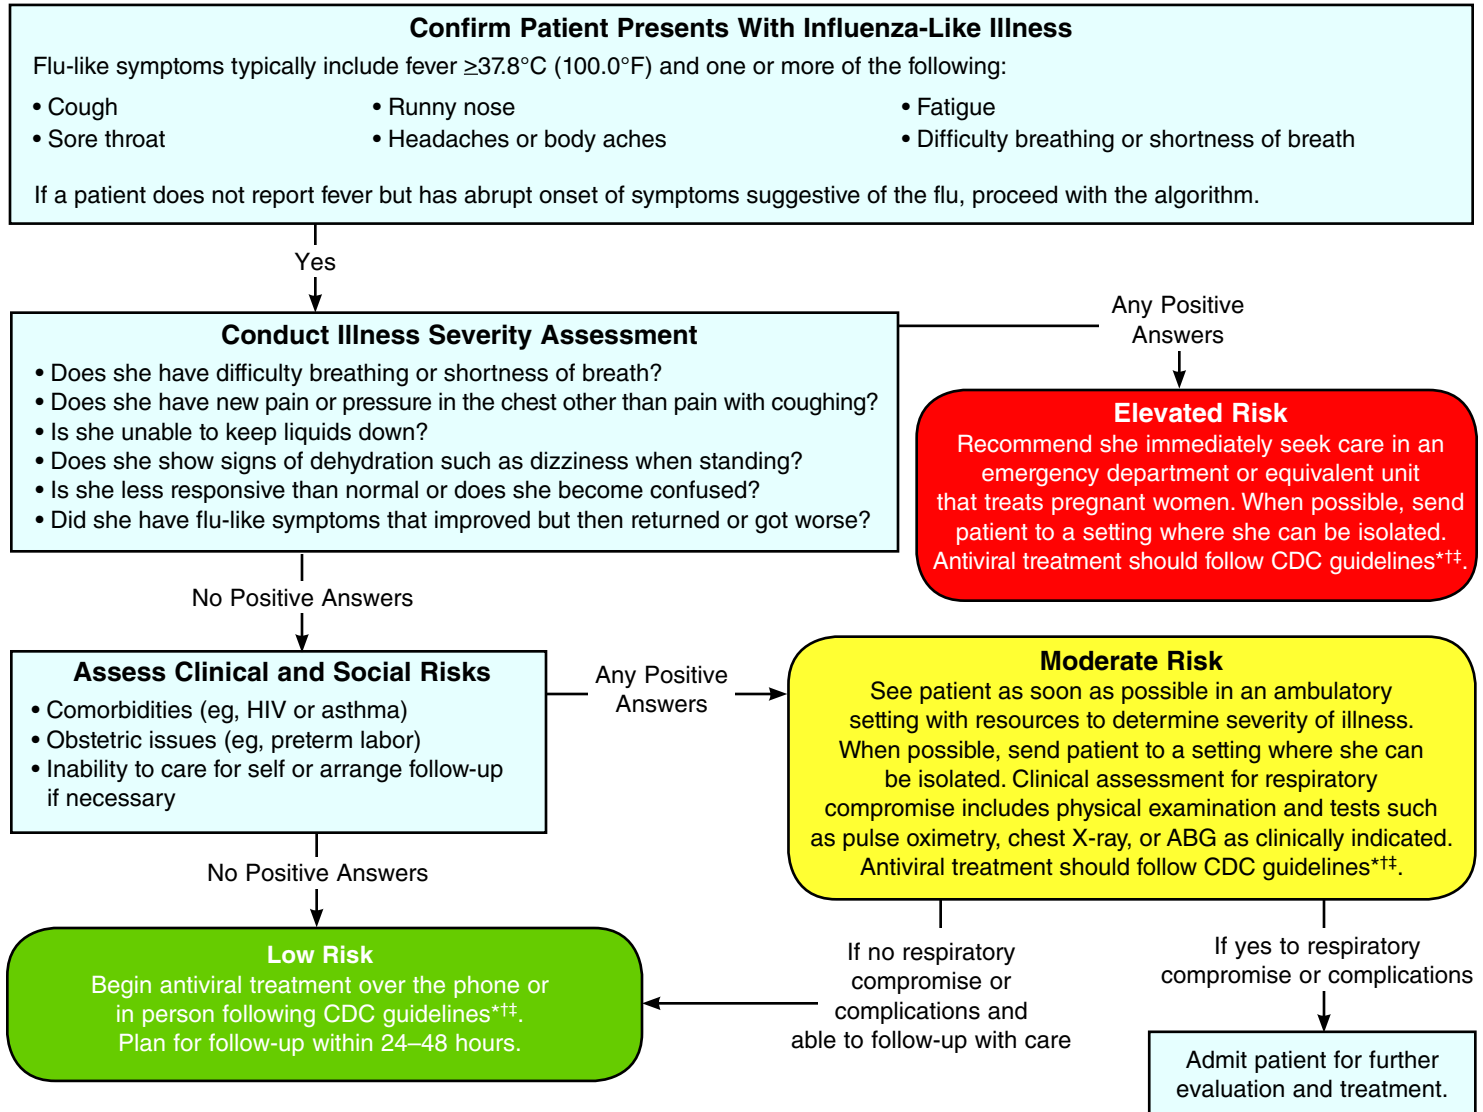 Confirm Patient Presents With Influenza-Like Illness
Flu-like symptoms typically include fever ≥37.8°C (100.0°F) and one or more of the following:
• Cough
• Sore throat
• Runny nose
• Headaches or body aches
• Fatigue
• Difficulty breathing or shortness of breath
If a patient does not report fever but has abrupt onset of symptoms suggestive of the flu, proceed with the algorithm.
Yes
Conduct Illness Severity Assessment
• Does she have difficulty breathing or shortness of breath?
• Does she have new pain or pressure in the chest other than pain with coughing?
• Is she unable to keep liquids down?
• Does she show signs of dehydration such as dizziness when standing?
• Is she less responsive than normal or does she become confused?
• Did she have flu-like symptoms that improved but then returned or got worse?
Any Positive
Answers
Elevated Risk
Recommend she immediately seek care in an
emergency department or equivalent unit
that treats pregnant women. When possible, send
patient to a setting where she can be isolated.
Antiviral treatment should follow CDC guidelines*†‡.
No Positive Answers
Assess Clinical and Social Risks
• Comorbidities (eg, HIV or asthma)
• Obstetric issues (eg, preterm labor)
• Inability to care for self or arrange follow-up
if necessary
Any Positive
Answers
Moderate Risk
See patient as soon as possible in an ambulatory
setting with resources to determine severity of illness.
When possible, send patient to a setting where she can
be isolated. Clinical assessment for respiratory
compromise includes physical examination and tests such
as pulse oximetry, chest X-ray, or ABG as clinically indicated.
Antiviral treatment should follow CDC guidelines*†‡.
No Positive Answers
Low Risk
Begin antiviral treatment over the phone or
in person following CDC guidelines*†‡.
Plan for follow-up within 24–48 hours.
If no respiratory
compromise or
complications and
able to follow-up with care
If yes to respiratory
compromise or complications
Admit patient for further
evaluation and treatment.